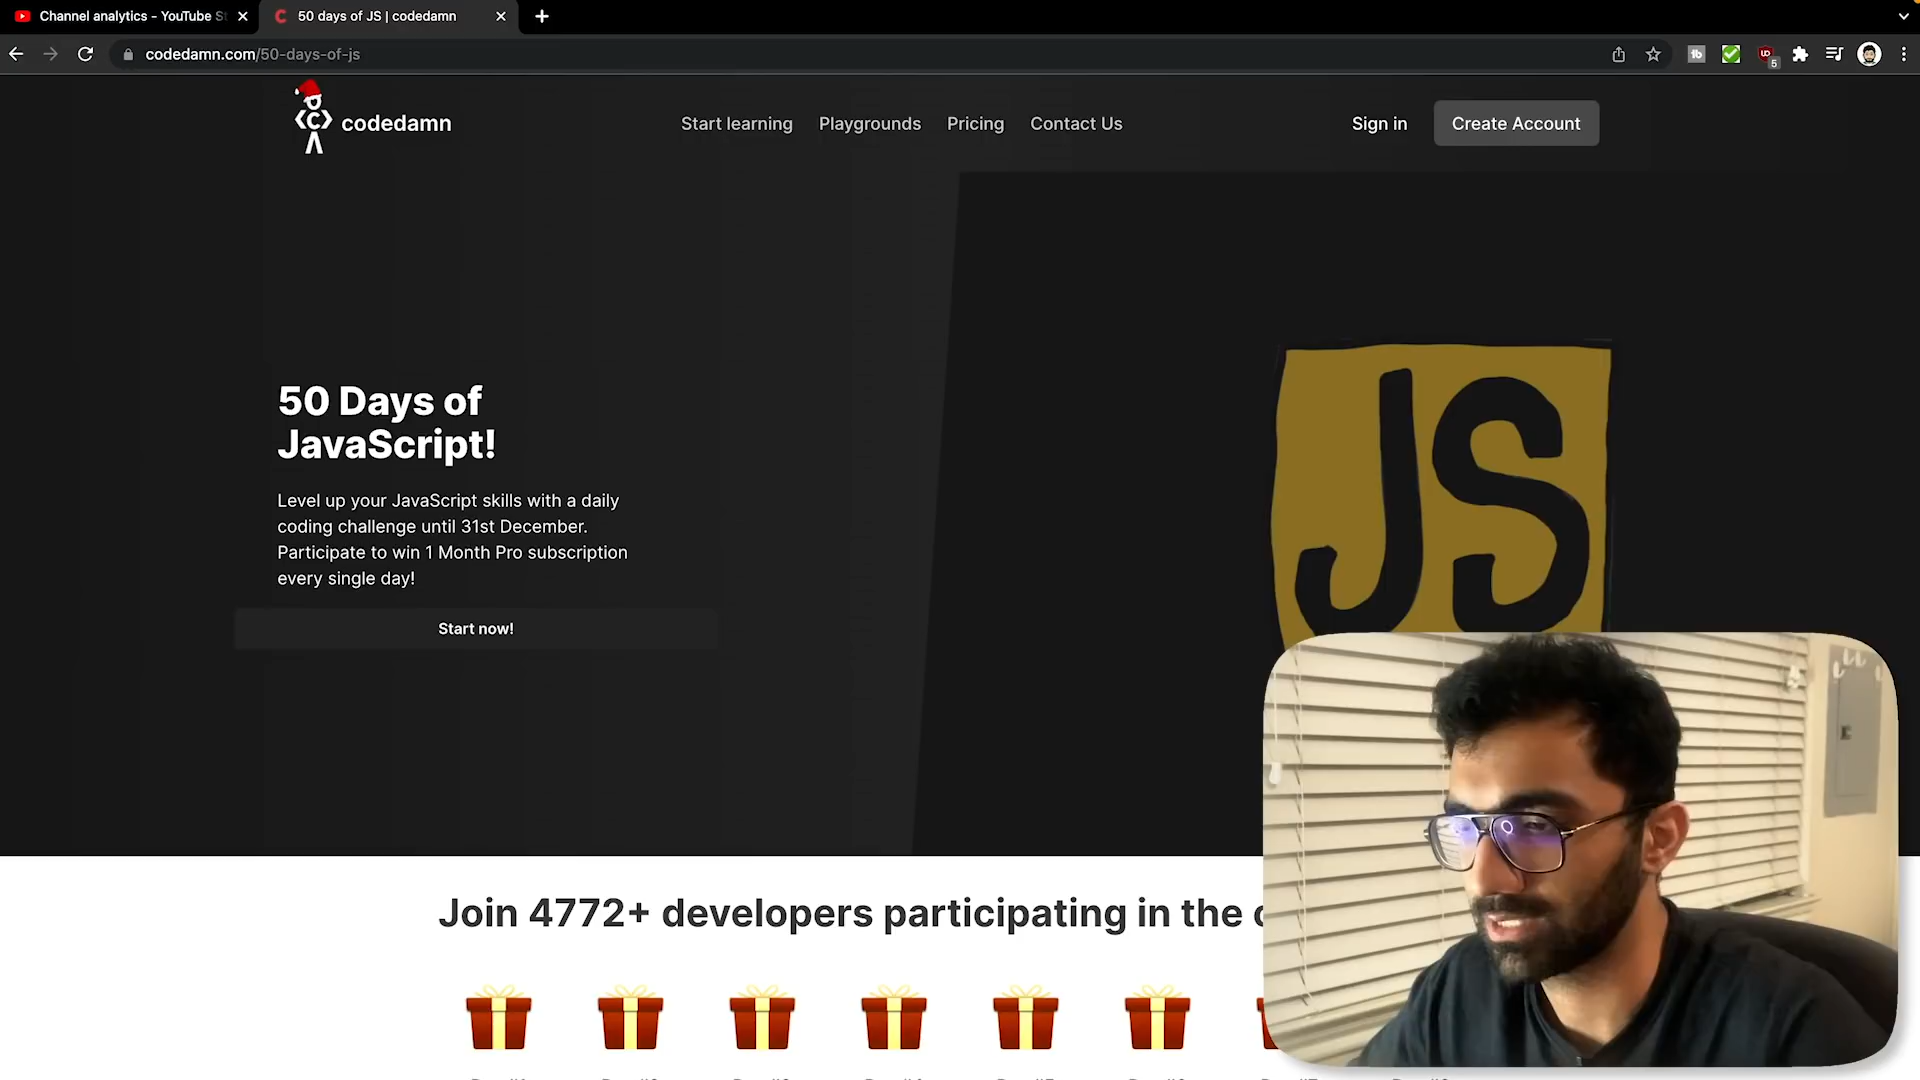 Channel analytics - YouTube St
50 days of JS | codedamn
codedamn.com/50-days-of-js
5
codedamn
Start learning
Playgrounds
Pricing
Contact Us
Sign in
Create Account
50 Days of
JavaScript!
Level up your JavaScript skills with a daily
coding challenge until 31st December.
Participate to win 1 Month Pro subscription
every single day!
Start now!
JS
Join 4772+ developers participating in the